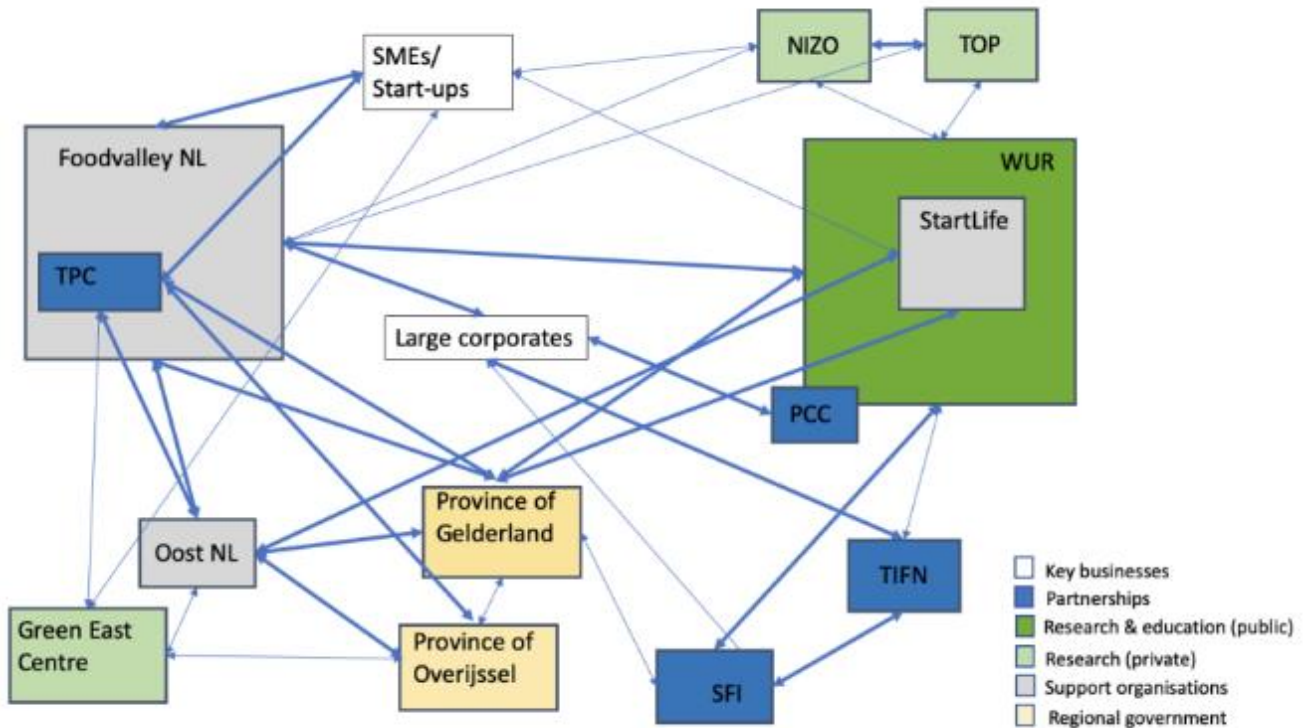 SMEs/
Start-ups
NIZO
TOP
Foodvalley NL
WUR
StartLife
TPC
Large corporates
PCC
Province of
Gelderland
Oost NL
TIFN
Green East
Centre
Province of
Overijssel
SFI
Key businesses
Partnerships
Research & education (public)
Research (private)
Support organisations
Regional government